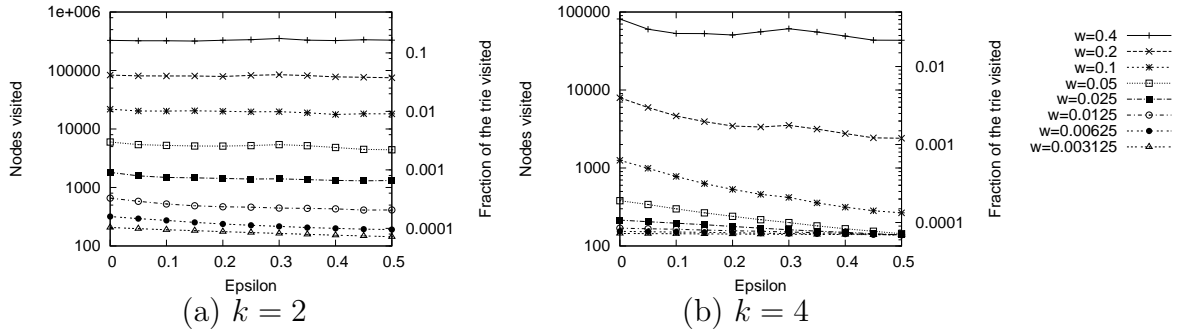 1e+006
100000
10000
1000
100
Nodes visited
0 0.1 0.2 0.3 0.4 0.5
Epsilon
0.1
0.01
0.001
0.0001
Fraction of the trie visited
(a) k = 2
100000
10000
1000
100
Nodes visited
0 0.1 0.2 0.3 0.4 0.5
Epsilon
0.01
0.001
0.0001
Fraction of the trie visited
(b) k = 4
w=0.4
w=0.2
w=0.1
w=0.05
w=0.025
w=0.0125
w=0.00625
w=0.003125